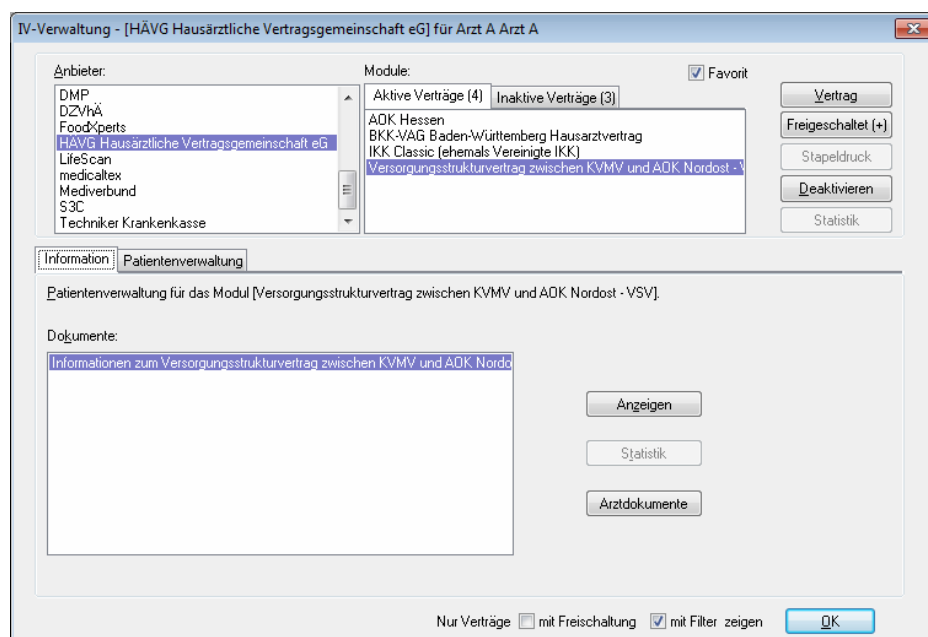 IV-Verwaltung - [HÄVG Hausärztliche Vertragsgemeinschaft eG] für Arzt A Arzt A
Anbieter:
DMP
DZVhÄ
FoodXperts
HÄVG Hausärztliche Vertragsgemeinschaft eG
LifeScan
medicaltex
Mediverbund
S3C
Techniker Krankenkasse
Module:
Favorit
Aktive Verträge (4)
Inaktive Verträge (3)
AOK Hessen
BKK-VAG Baden-Württemberg Hausarztvertrag
IKK Classic (ehemals Vereinigte IKK)
Versorgungsstrukturvertrag zwischen KVMV und AOK Nordost - V
Vertrag
Freigeschaltet (+)
Stapeldruck
Deaktivieren
Statistik
Information
Patientenverwaltung
Patientenverwaltung für das Modul [Versorgungsstrukturvertrag zwischen KVMV und AOK Nordost - VSV].
Dokumente:
Informationen zum Versorgungsstrukturvertrag zwischen KVMV und AOK Nordo
Anzeigen
Statistik
Arztdokumente
Nur Verträge mit Freischaltung mit Filter zeigen
OK